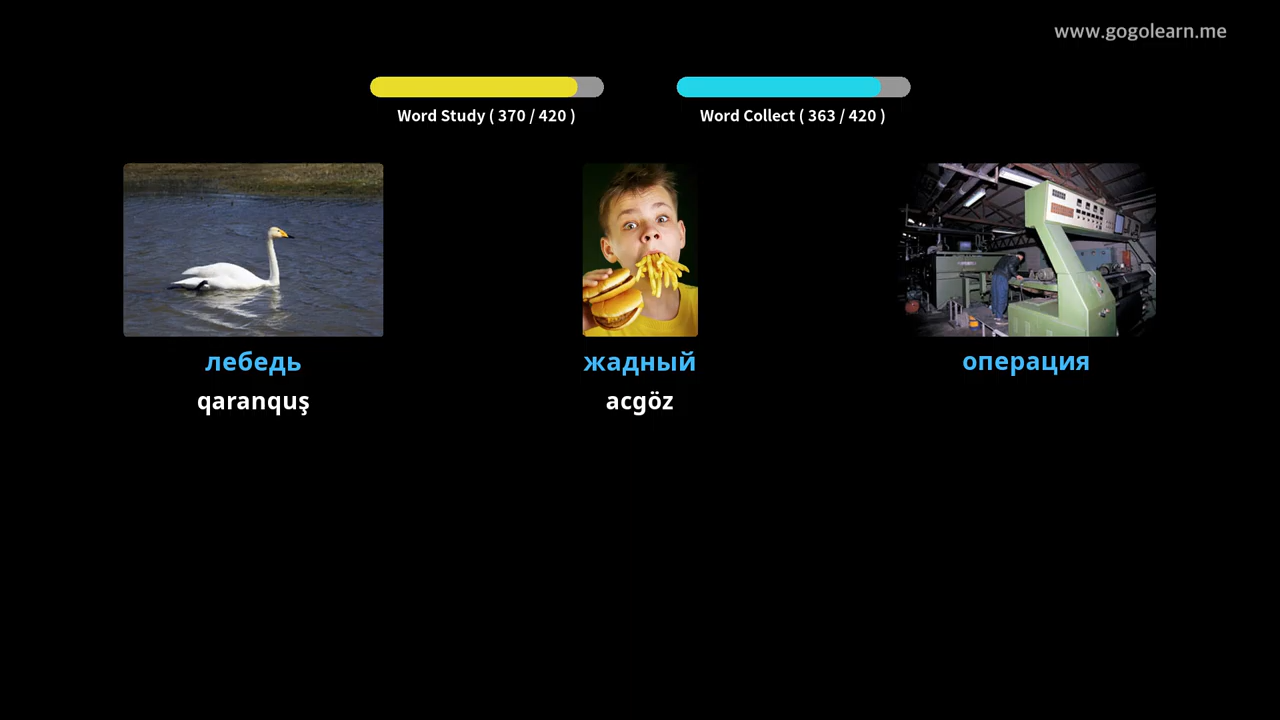 www.gogolearn.me
Word Study ( 370 / 420 )
Word Collect ( 363 / 420 )
лебедь
жадный
операция
qaranquş
acgöz